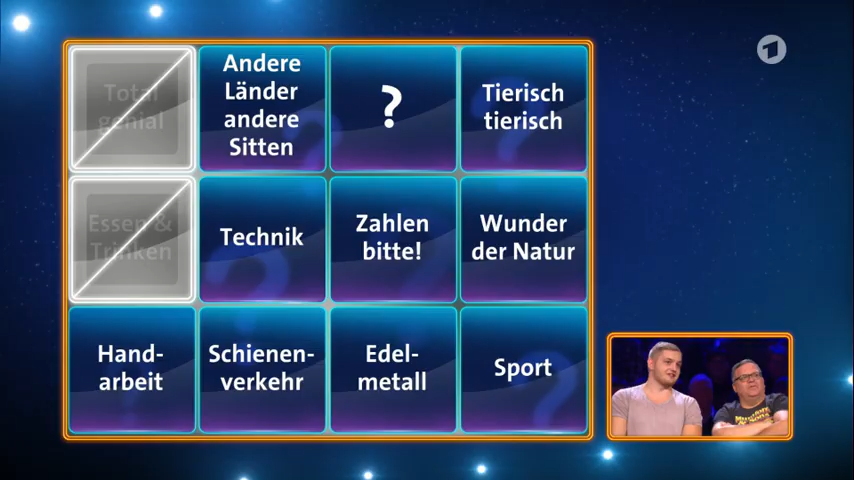 Total
genial
Andere
Länder
andere
Sitten
?
Tierisch
tierisch
Essen &
Trinken
Technik
Zahlen
bitte!
Wunder
der Natur
Hand-
arbeit
Schienen-
verkehr
Edel-
metall
Sport
1